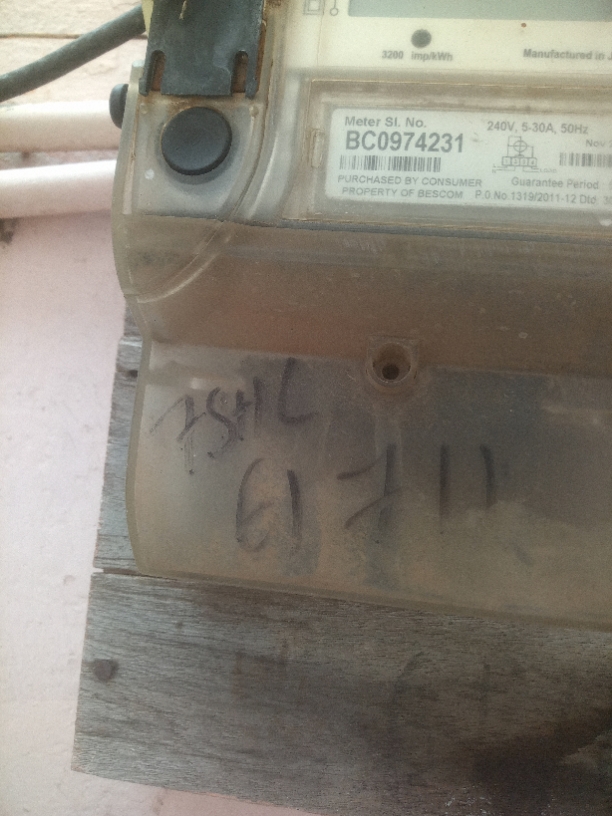 3200 imp/kWh
Manufactured in
Meter Sl. No.
BC0974231
240V, 5-30A, 50Hz
Nov
PURCHASED BY CONSUMER
Guarantee Period
PROPERTY OF BESCOM
P.O.No.1319/2011-12 Dtd.